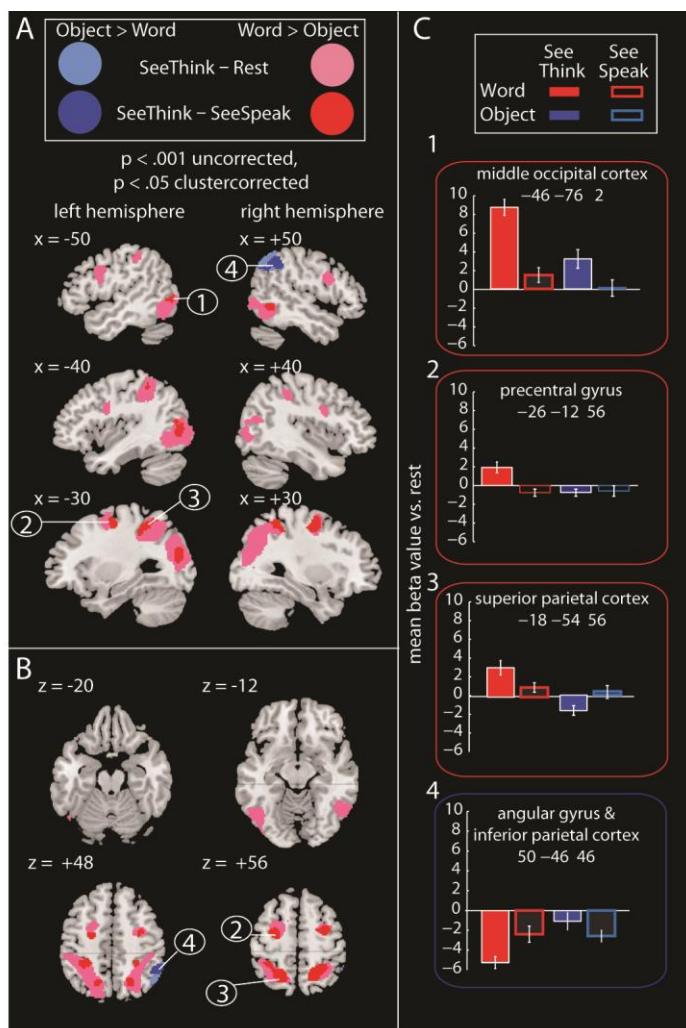 A
Object > Word Word > Object
SeeThink – Rest
SeeThink – SeeSpeak
p < .001 uncorrected,
p < .05 clustercorrected
left hemisphere right hemisphere
x = -50 x = +50
4
1
x = -40 x = +40
x = -30 x = +30
2 3
B
z = -20 z = -12
z = +48 z = +56
4
2
3
C
See See
Think Speak
Word
Object
mean beta value vs. rest
1
middle occipital cortex
−46 −76 2
10
8
6
4
2
0
−2
−4
−6
2
precentral gyrus
−26 −12 56
10
8
6
4
2
0
−2
−4
−6
3
superior parietal cortex
−18 −54 56
10
8
6
4
2
0
−2
−4
−6
4
angular gyrus &
inferior parietal cortex
50 −46 46
10
8
6
4
2
0
−2
−4
−6